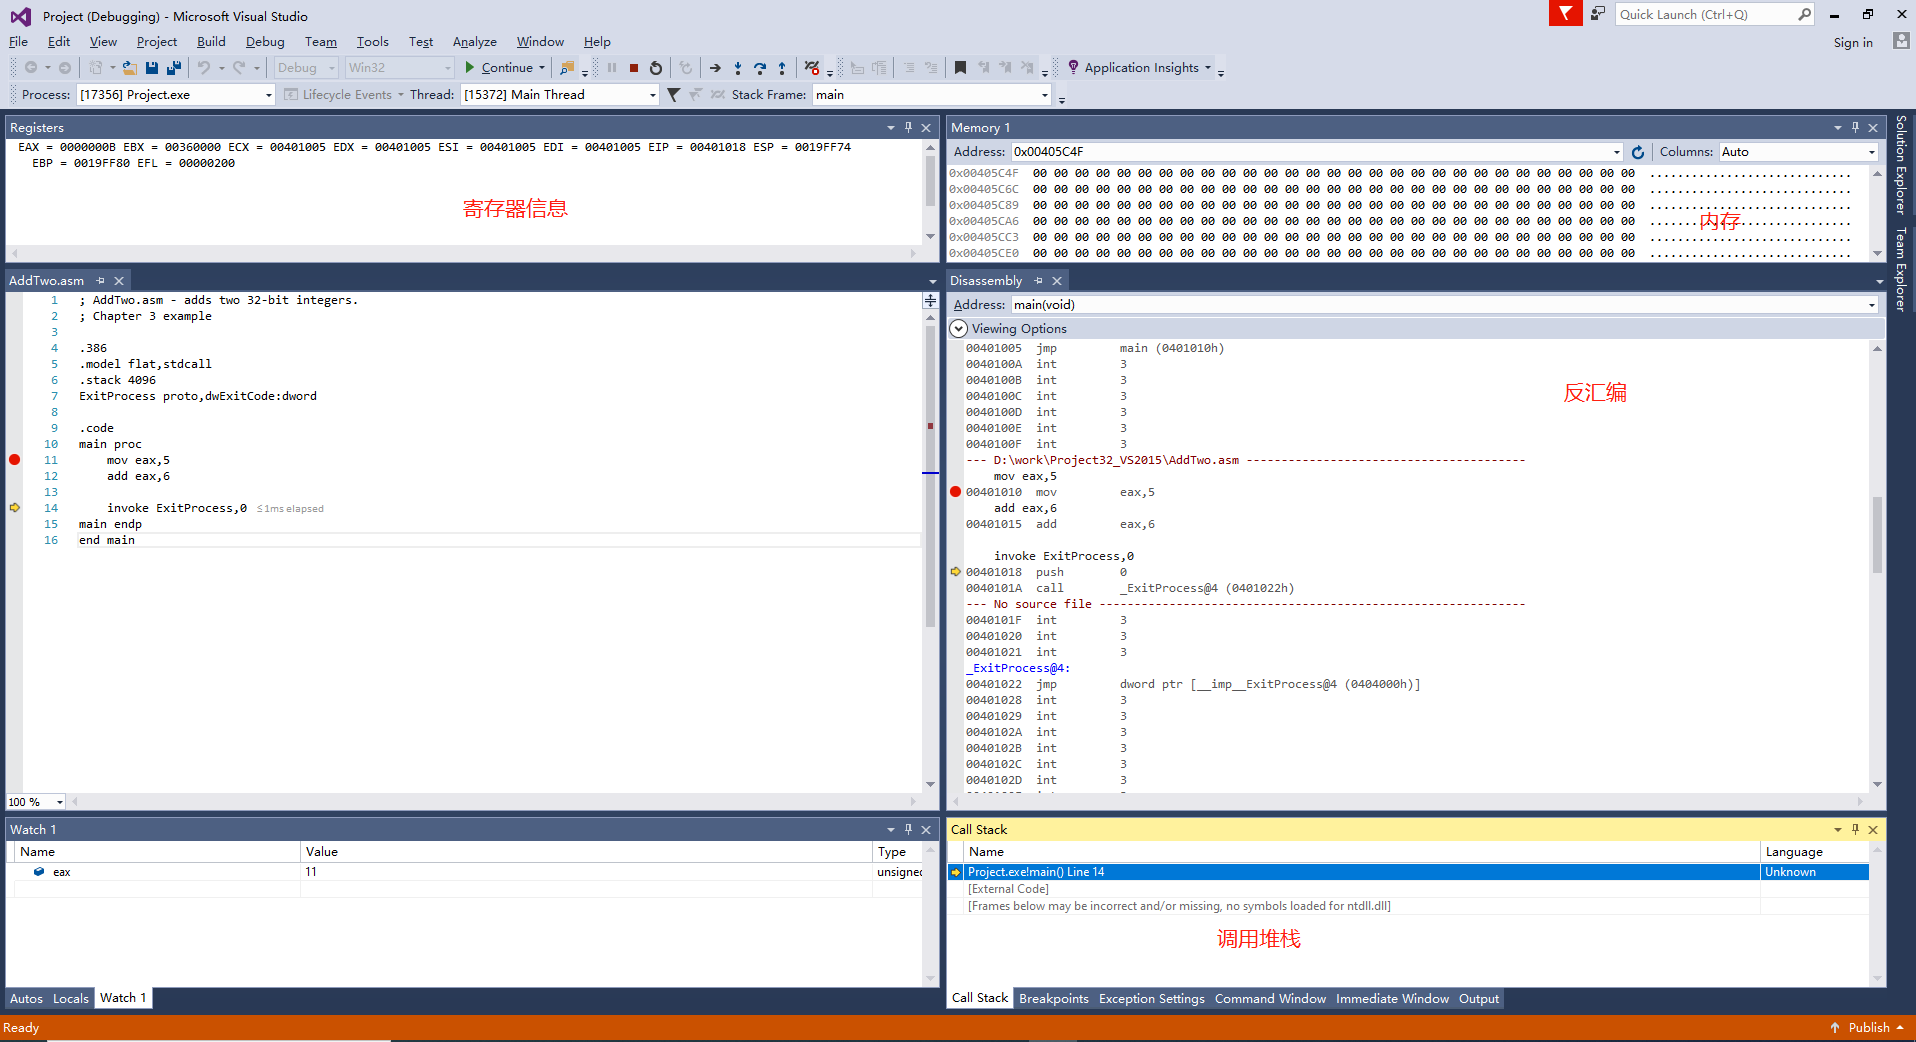 Project (Debugging) - Microsoft Visual Studio
Quick Launch (Ctrl+Q)
File Edit View Project Build Debug Team Tools Test Analyze Window Help
Sign in
Debug Win32 Continue Application Insights
Process: [17356] Project.exe Lifecycle Events Thread: [15372] Main Thread Stack Frame: main
Registers
EAX = 0000000B EBX = 00360000 ECX = 00401005 EDX = 00401005 ESI = 00401005 EDI = 00401005 EIP = 00401018 ESP = 0019FF74
EBP = 0019FF80 EFL = 00000200
寄存器信息
Memory 1
Address: 0x00405C4F Columns: Auto
0x00405C4F 00 00 00 00 00 00 00 00 00 00 00 00 00 00 00 00 00 00 00 00 00 00 00 00 00 00 00 00 00 .............................
0x00405C6C 00 00 00 00 00 00 00 00 00 00 00 00 00 00 00 00 00 00 00 00 00 00 00 00 00 00 00 00 00 .............................
0x00405C89 00 00 00 00 00 00 00 00 00 00 00 00 00 00 00 00 00 00 00 00 00 00 00 00 00 00 00 00 00 .............................
0x00405CA6 00 00 00 00 00 00 00 00 00 00 00 00 00 00 00 00 00 00 00 00 00 00 00 00 00 00 00 00 00 .............................
0x00405CC3 00 00 00 00 00 00 00 00 00 00 00 00 00 00 00 00 00 00 00 00 00 00 00 00 00 00 00 00 00 .............................
0x00405CE0 00 00 00 00 00 00 00 00 00 00 00 00 00 00 00 00 00 00 00 00 00 00 00 00 00 00 00 00 00 .............................
内存
Solution Explorer
Team Explorer
AddTwo.asm
1 ; AddTwo.asm - adds two 32-bit integers.
2 ; Chapter 3 example
3
4 .386
5 .model flat,stdcall
6 .stack 4096
7 ExitProcess proto,dwExitCode:dword
8
9 .code
10 main proc
11 mov eax,5
12 add eax,6
13
14 invoke ExitProcess,0 ≤1ms elapsed
15 main endp
16 end main
100 %
Disassembly
Address: main(void)
Viewing Options
00401005 jmp main (0401010h)
0040100A int 3
0040100B int 3
0040100C int 3
0040100D int 3
0040100E int 3
0040100F int 3
--- D:\work\Project32_VS2015\AddTwo.asm ----------------------------------------
mov eax,5
00401010 mov eax,5
add eax,6
00401015 add eax,6
invoke ExitProcess,0
00401018 push 0
0040101A call _ExitProcess@4 (0401022h)
--- No source file -------------------------------------------------------------
0040101F int 3
00401020 int 3
00401021 int 3
_ExitProcess@4:
00401022 jmp dword ptr [__imp__ExitProcess@4 (0404000h)]
00401028 int 3
00401029 int 3
0040102A int 3
0040102B int 3
0040102C int 3
0040102D int 3
反汇编
Watch 1
Name Value Type
eax 11 unsigned
Autos Locals Watch 1
Call Stack
Name Language
Project.exe!main() Line 14 Unknown
[External Code]
[Frames below may be incorrect and/or missing, no symbols loaded for ntdll.dll]
调用堆栈
Call Stack Breakpoints Exception Settings Command Window Immediate Window Output
Ready
Publish